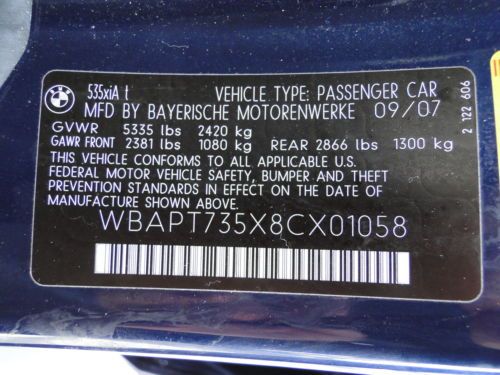 BMW
535xiA t VEHICLE TYPE: PASSENGER CAR
MFD BY BAYERISCHE MOTORENWERKE 09/07
GVWR 5335 lbs 2420 kg
GAWR FRONT 2381 lbs 1080 kg REAR 2866 lbs 1300 kg
THIS VEHICLE CONFORMS TO ALL APPLICABLE U.S.
FEDERAL MOTOR VEHICLE SAFETY, BUMPER AND THEFT
PREVENTION STANDARDS IN EFFECT ON THE DATE OF
MANUFACTURE SHOWN ABOVE.
WBAPT735X8CX01058
2 122 606